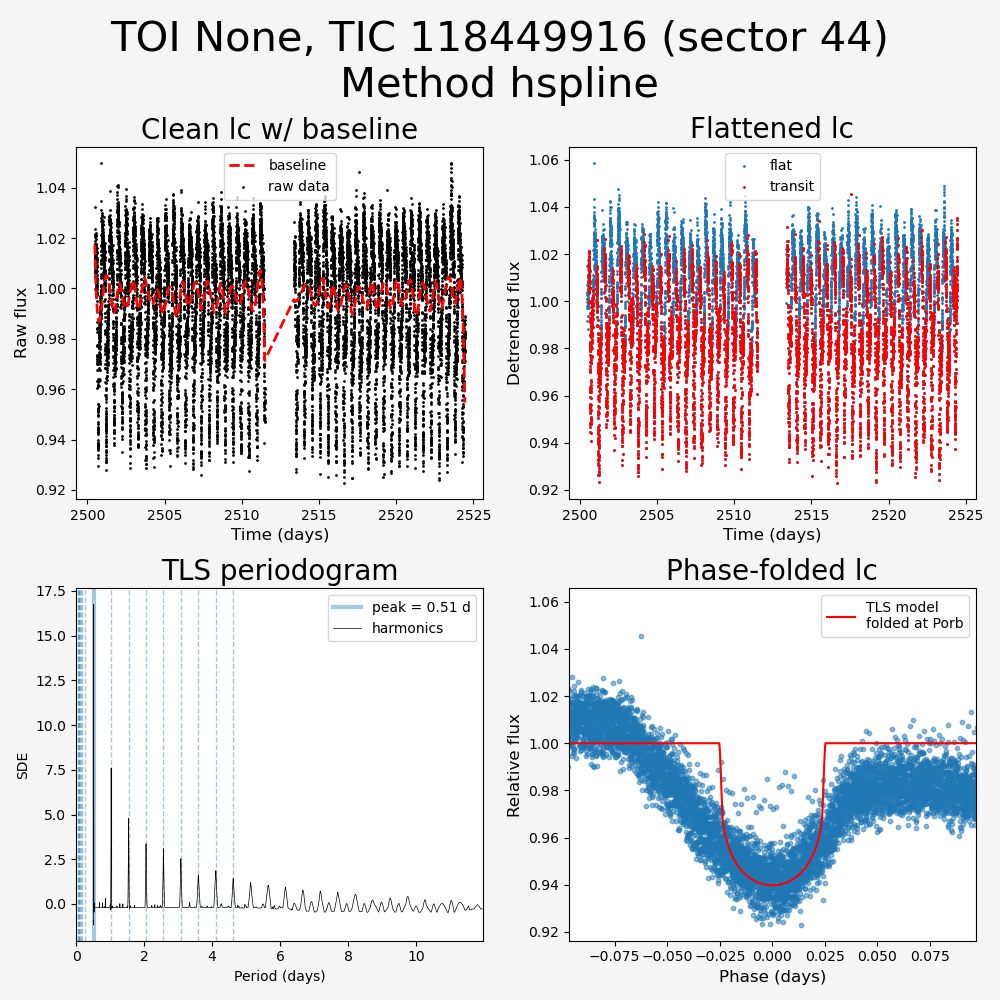 TOI None, TIC 118449916 (sector 44)
Method hspline
Clean lc w/ baseline
baseline
raw data
1.04
1.02
1.00
0.98
0.96
0.94
0.92
Raw flux
2500
2505
2510
2515
2520
2525
Time (days)
Flattened lc
flat
transit
1.06
1.04
1.02
1.00
0.98
0.96
0.94
0.92
Detrended flux
2500
2505
2510
2515
2520
2525
Time (days)
TLS periodogram
peak = 0.51 d
harmonics
17.5
15.0
12.5
10.0
7.5
5.0
2.5
0.0
SDE
0
2
4
6
8
10
Period (days)
Phase-folded lc
TLS model
folded at Porb
1.06
1.04
1.02
1.00
0.98
0.96
0.94
0.92
Relative flux
−0.075
−0.050
−0.025
0.000
0.025
0.050
0.075
Phase (days)